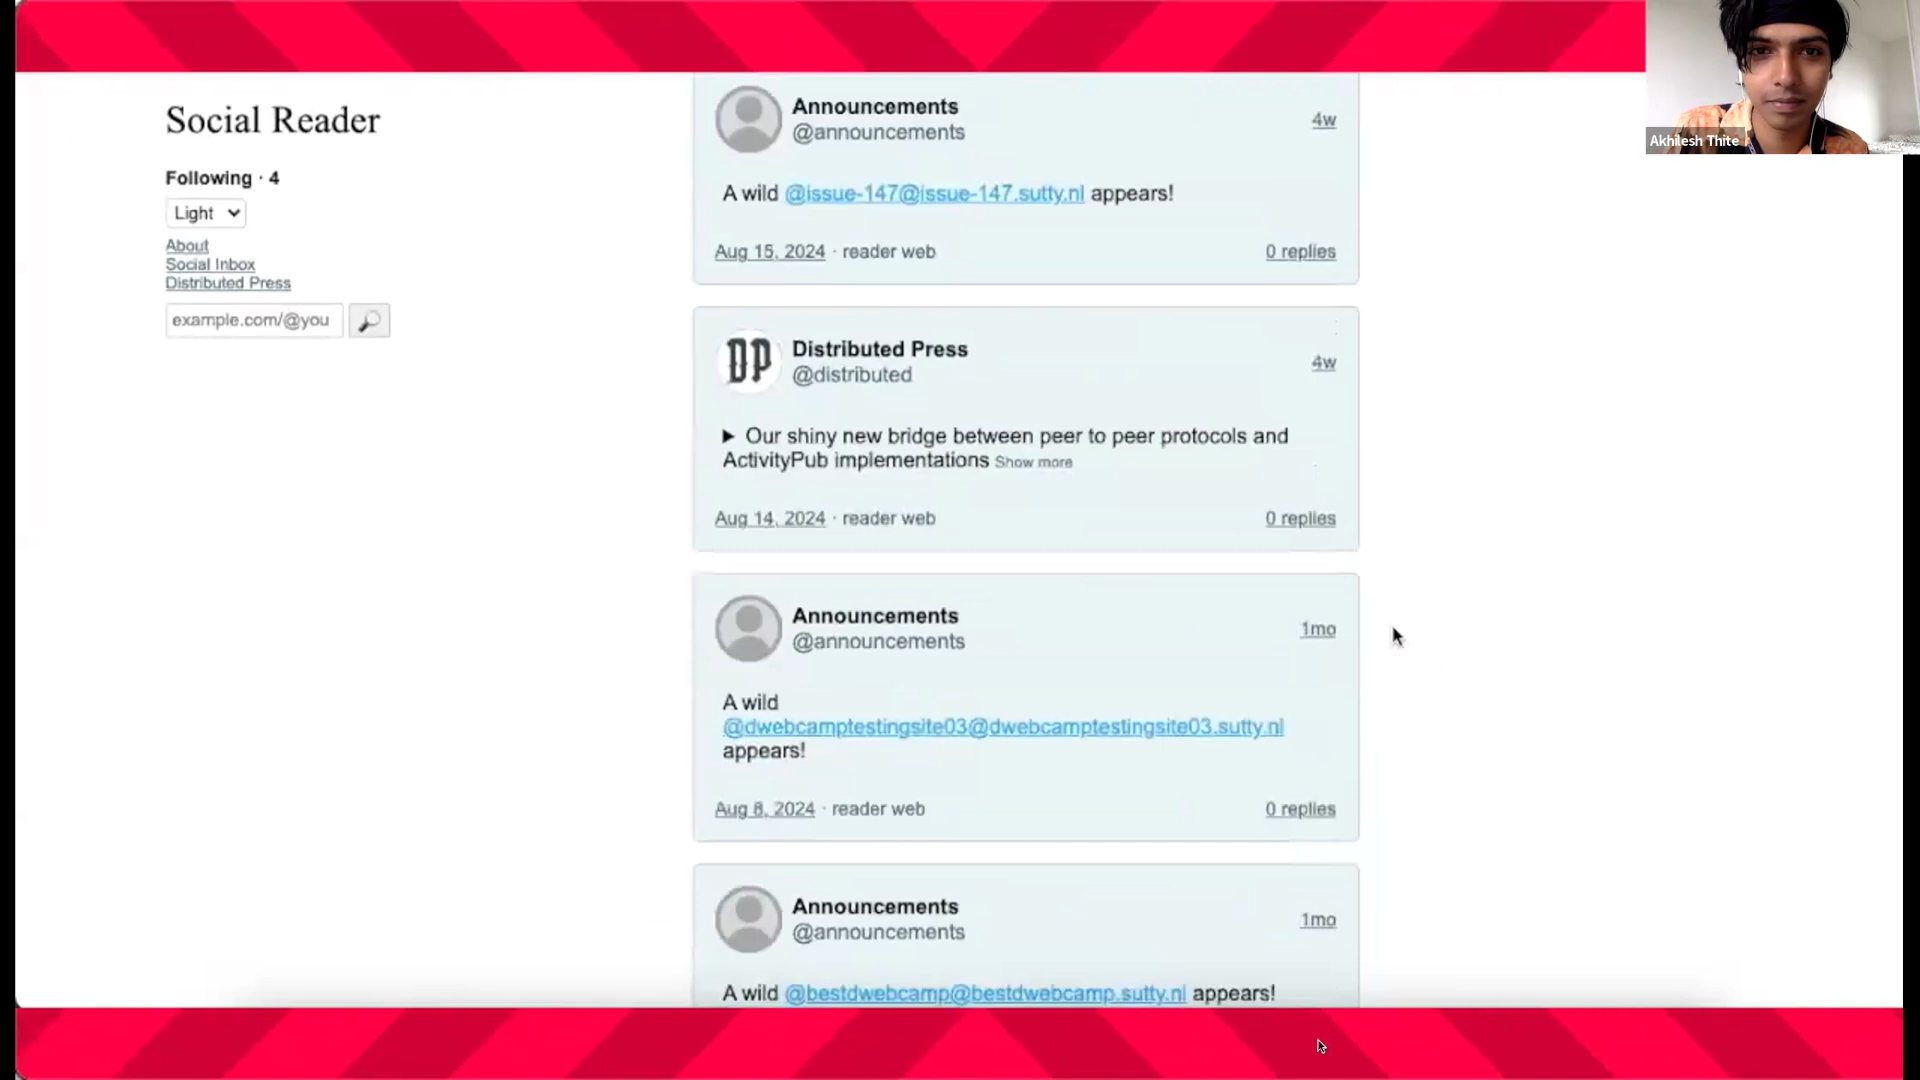 Akhilesh Thite
Social Reader
Following · 4
Light
About
Social Inbox
Distributed Press
example.com/@you
Announcements
@announcements
4w
A wild @issue-147@issue-147.sutty.nl appears!
Aug 15, 2024 · reader web
0 replies
DP
Distributed Press
@distributed
4w
▶ Our shiny new bridge between peer to peer protocols and
ActivityPub implementations Show more
Aug 14, 2024 · reader web
0 replies
Announcements
@announcements
1mo
A wild
@dwebcamptestingsite03@dwebcamptestingsite03.sutty.nl
appears!
Aug 8, 2024 · reader web
0 replies
Announcements
@announcements
1mo
A wild @bestdwebcamp@bestdwebcamp.sutty.nl appears!